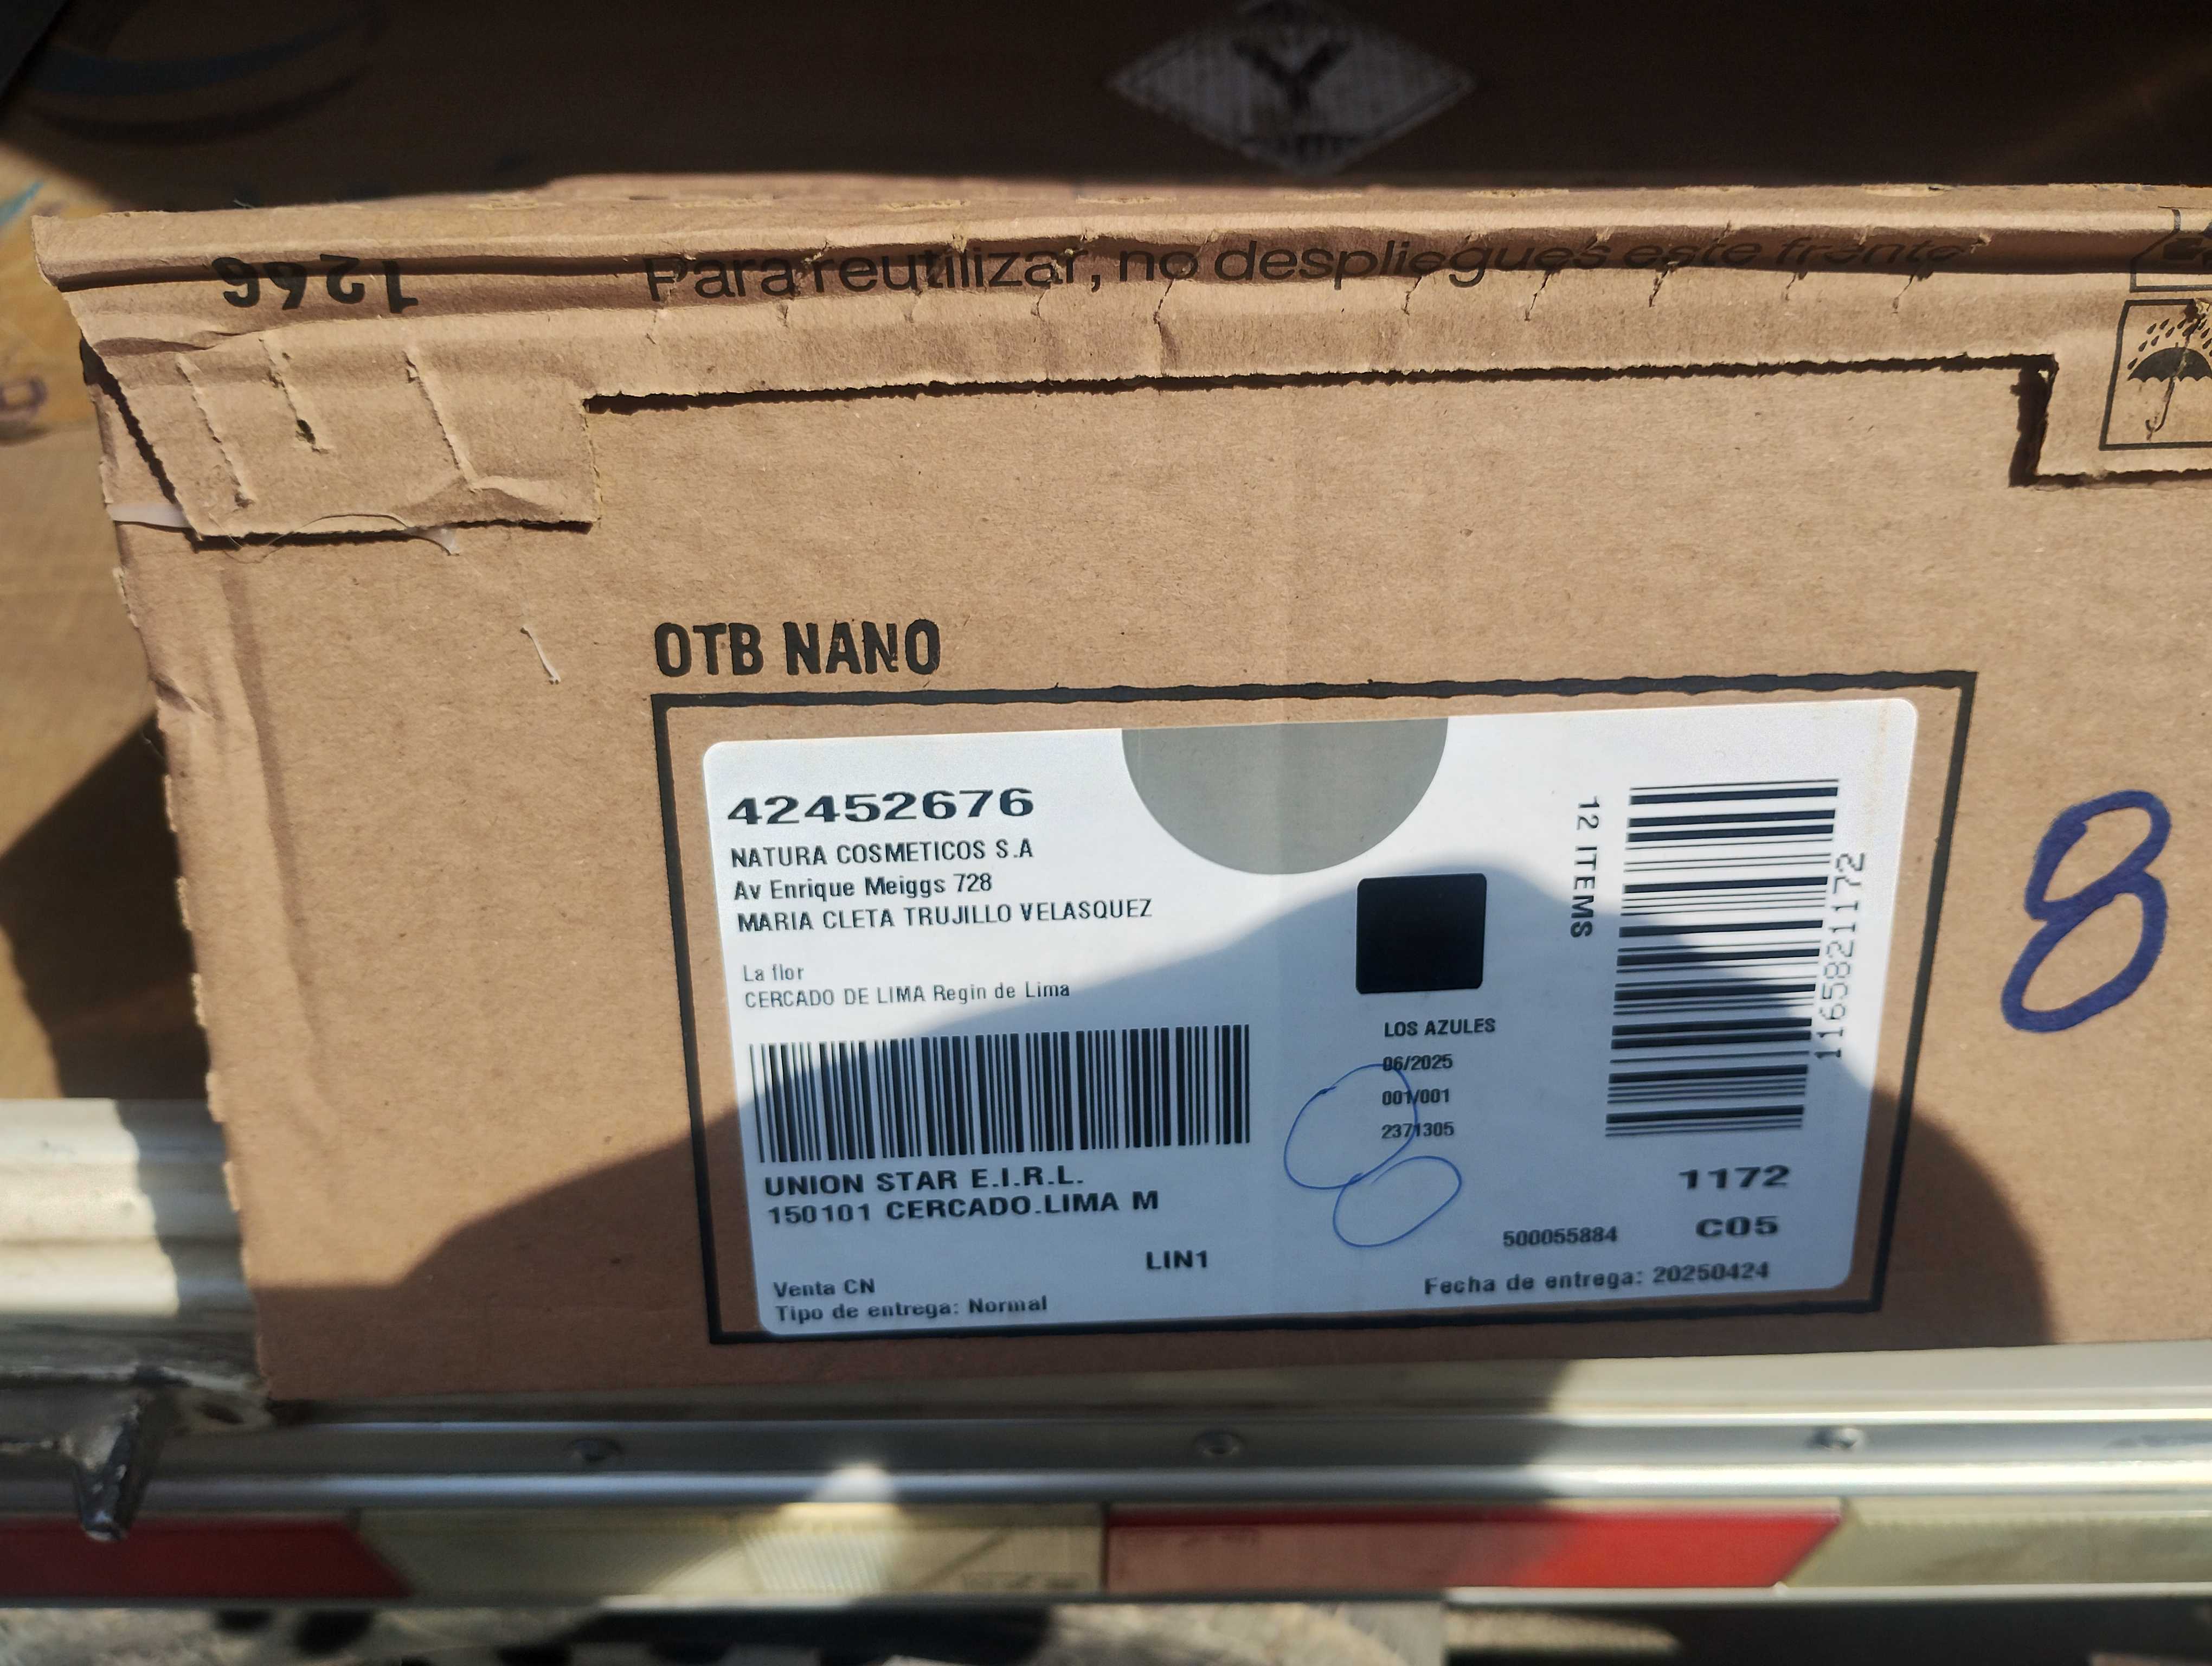 Y
1266
Para reutilizar, no despliegues este frente
OTB NANO
42452676
NATURA COSMETICOS S.A
Av Enrique Meiggs 728
MARIA CLETA TRUJILLO VELASQUEZ
La flor
CERCADO DE LIMA Regin de Lima
UNION STAR E.I.R.L.
150101 CERCADO.LIMA M
LIN1
Venta CN
Tipo de entrega: Normal
LOS AZULES
06/2025
001/001
2371305
12 ITEMS
1165821172
1172
C05
500055884
Fecha de entrega: 20250424
8